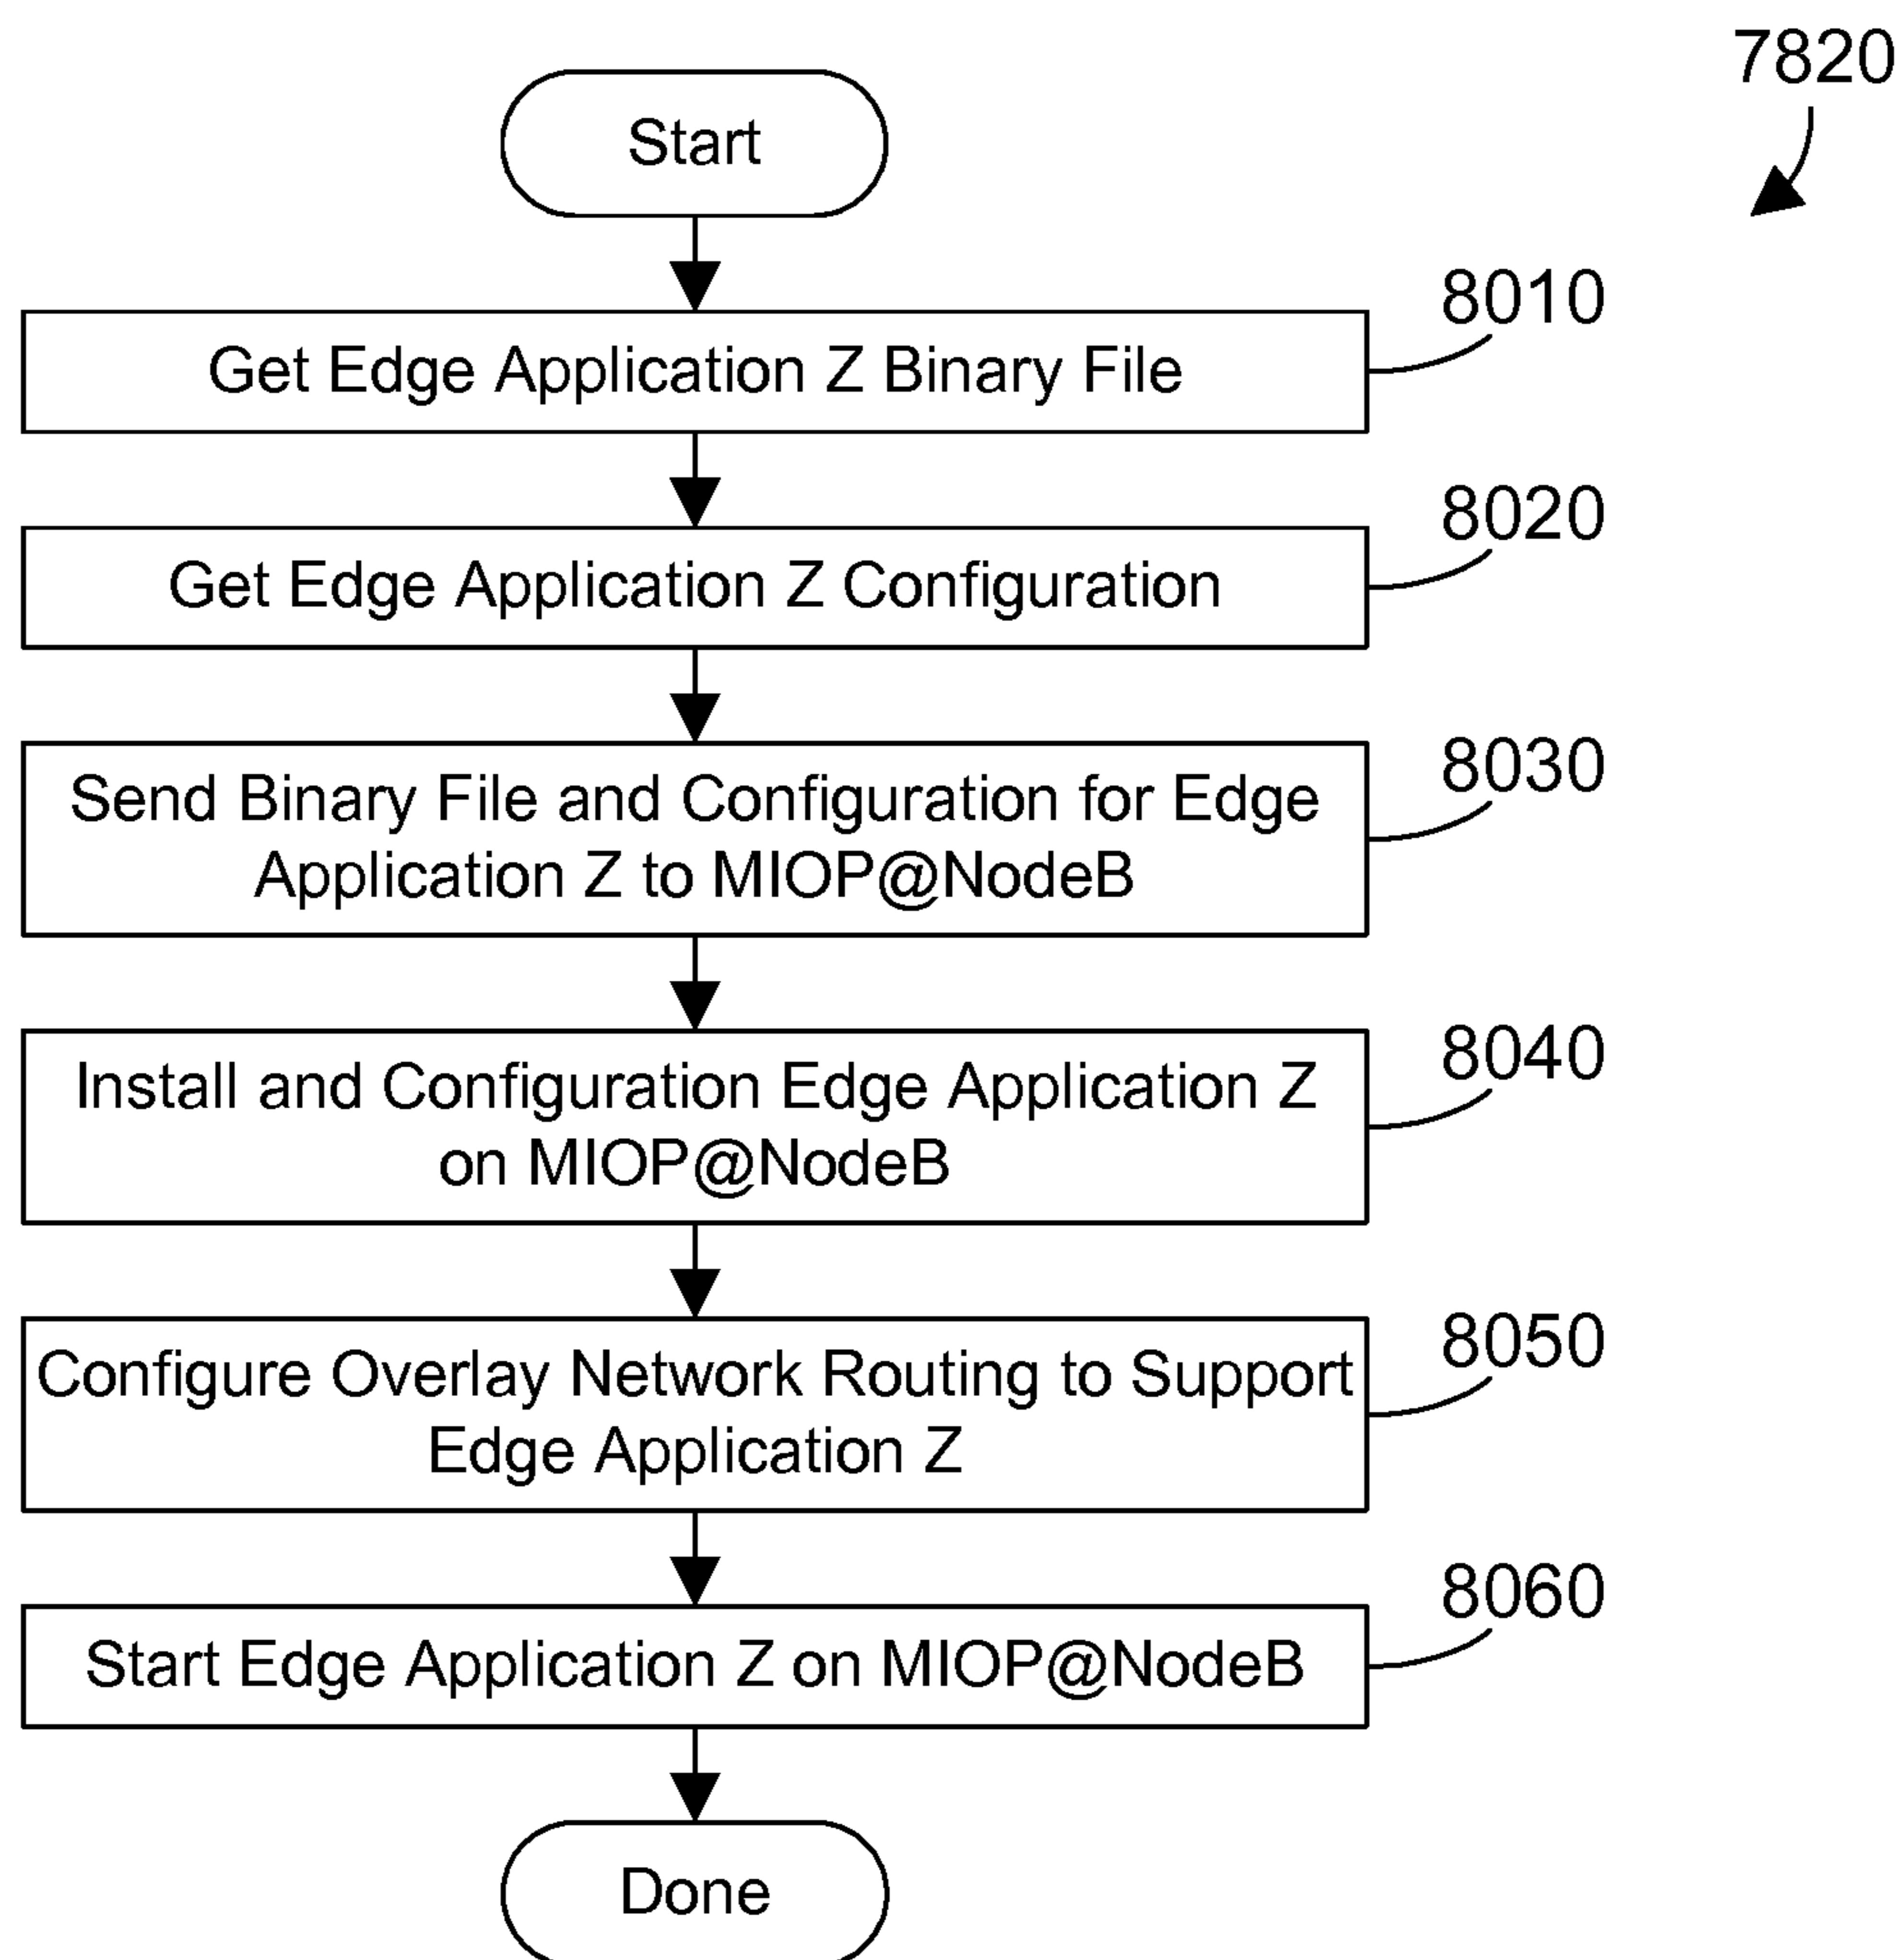 7820
Start
8010
Get Edge Application Z Binary File
8020
Get Edge Application Z Configuration
8030
Send Binary File and Configuration for Edge
Application Z to MIOP@NodeB
8040
Install and Configuration Edge Application Z
on MIOP@NodeB
8050
Configure Overlay Network Routing to Support
Edge Application Z
8060
Start Edge Application Z on MIOP@NodeB
Done